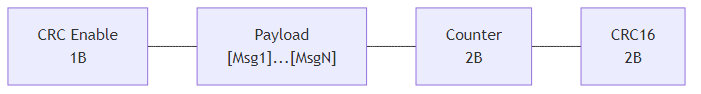 CRC Enable
1B
Payload
[Msg1]...[MsgN]
Counter
2B
CRC16
2B